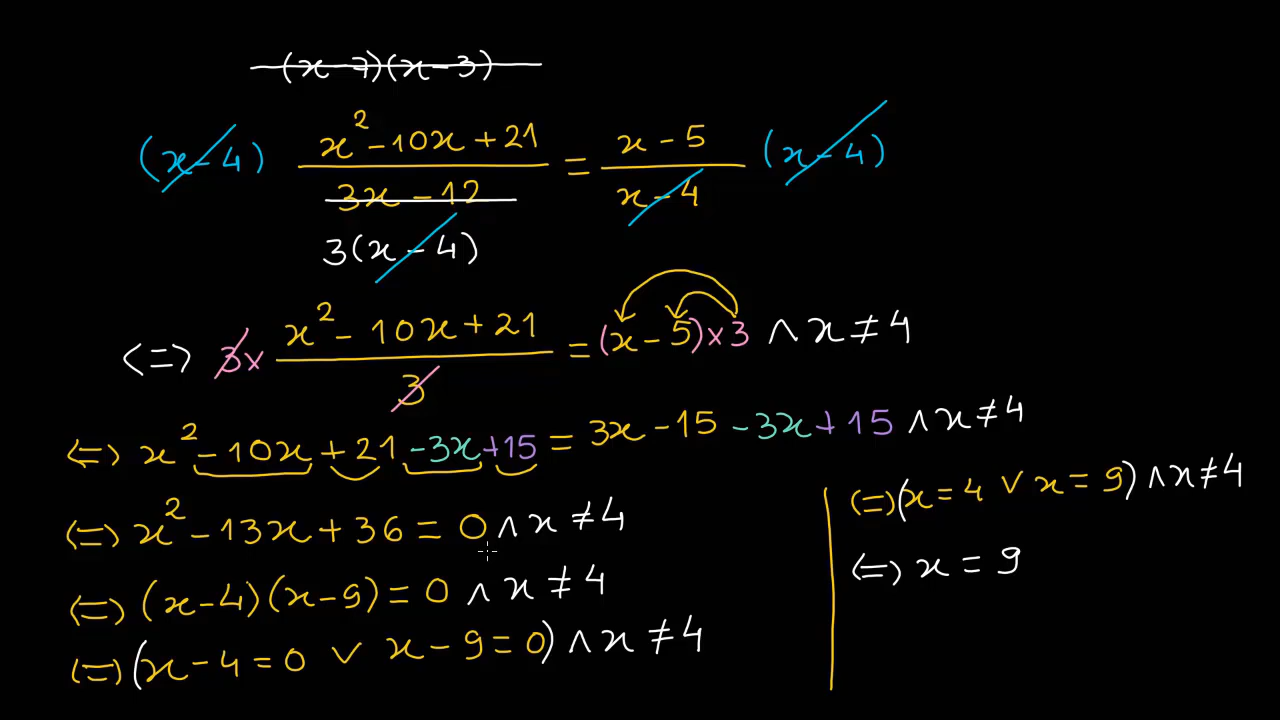 (x-7)(x-3)
(x-4) x²-10x+21 / 3x-12 = x-5 / x-4 (x-4)
3(x-4)
<=> 3× x²-10x+21 / 3 = (x-5)×3 ∧ x≠4
<=> x²-10x+21-3x+15 = 3x-15-3x+15 ∧ x≠4
<=> x²-13x+36 = 0 ∧ x≠4
<=> (x-4)(x-9) = 0 ∧ x≠4
<=> (x-4=0 ∨ x-9=0) ∧ x≠4
<=> (x=4 ∨ x=9) ∧ x≠4
<=> x=9